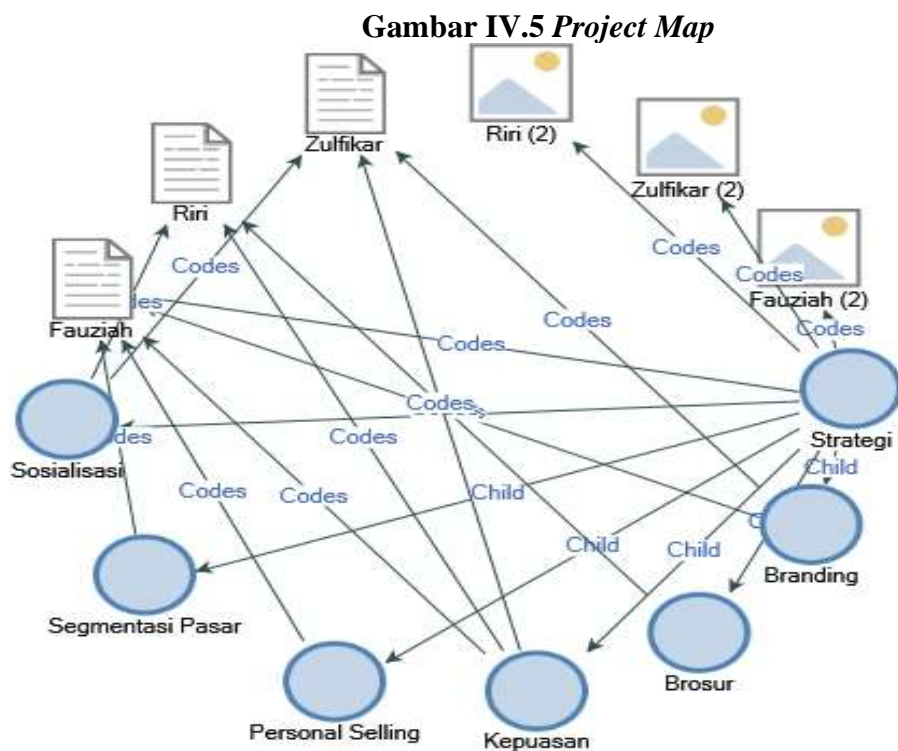 Gambar IV.5 Project Map
Riri (2)
Zulfikar
Zulfikar (2)
Riri
Codes
Codes
Codes
Fauziah (2)
Fauziah
Codes
Codes
Codes
Codes
Strategi
Codes
Child
Sosialisasi
Codes
Codes
Child
Child
Child
Branding
Segmentasi Pasar
Brosur
Personal Selling
Kepuasan